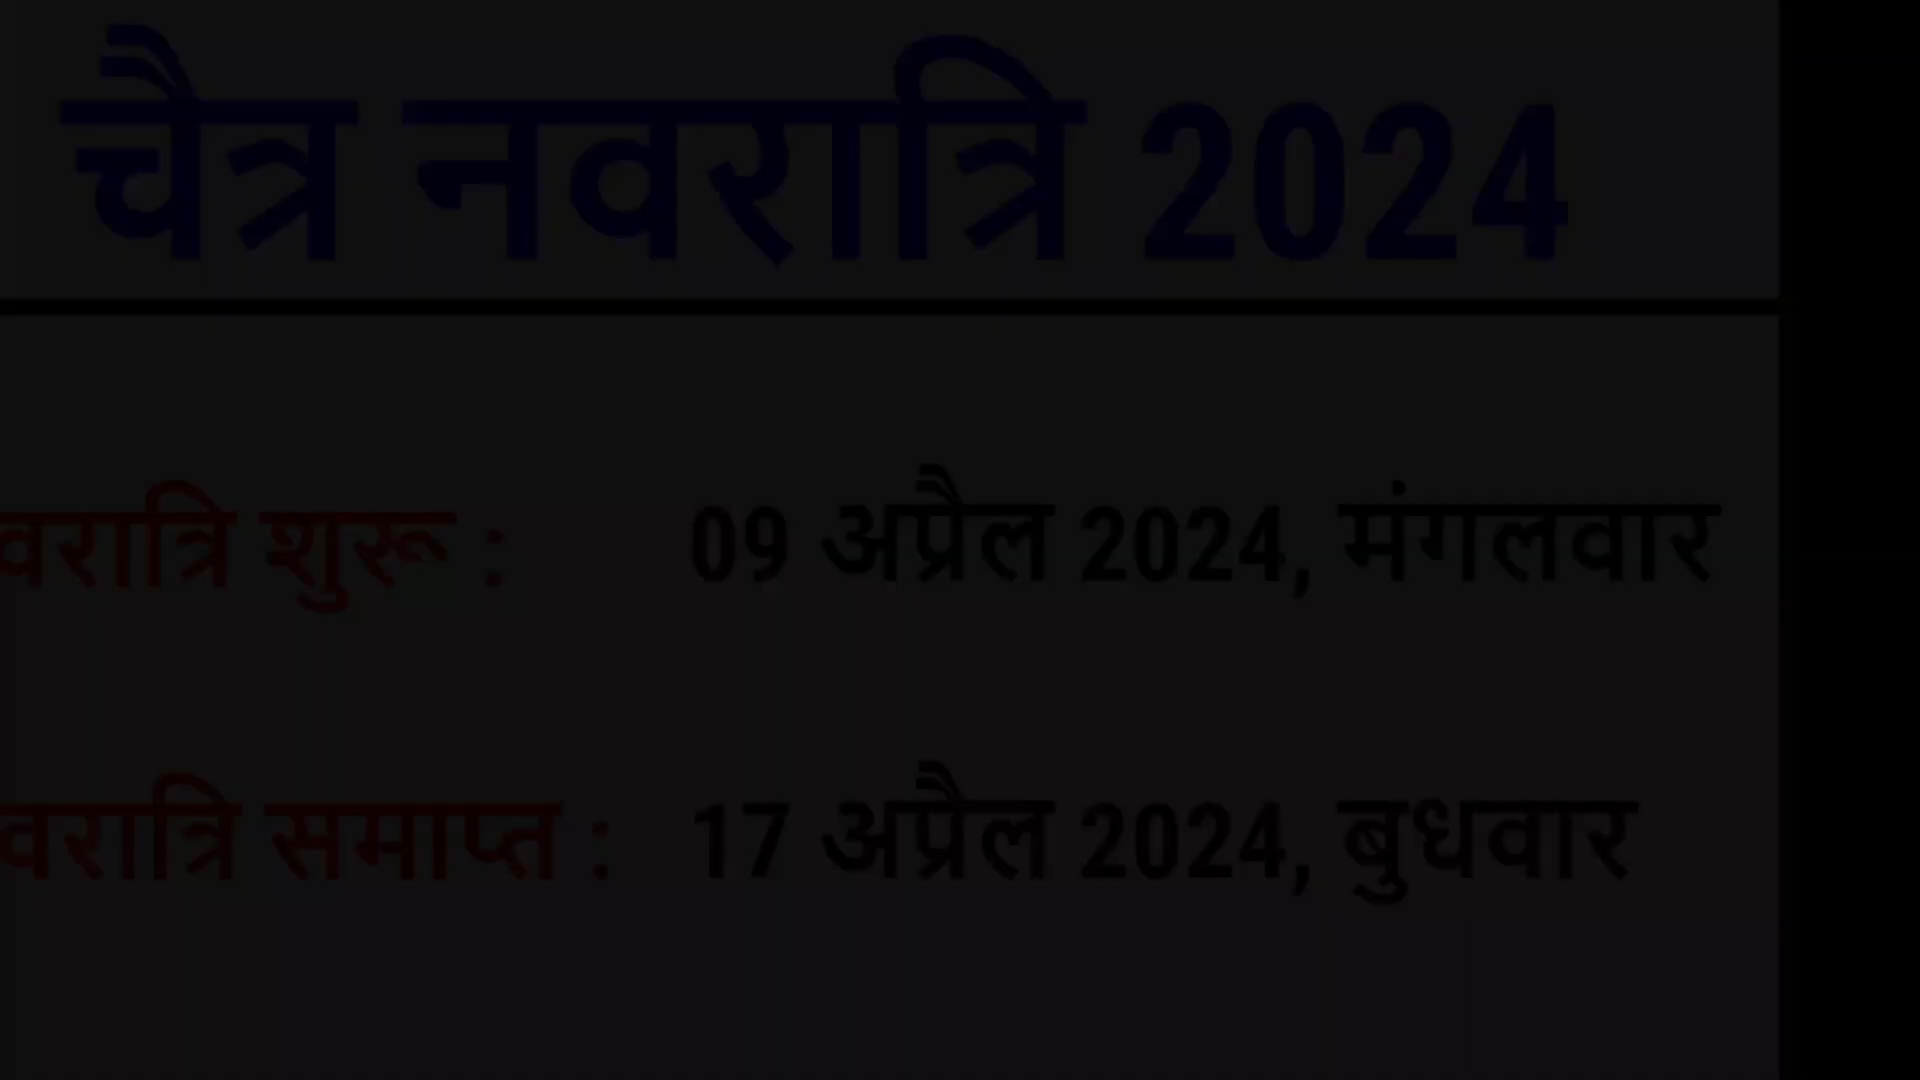 चैत्र नवरात्रि 2024
वरात्रि शुरू : 09 अप्रैल 2024, मंगलवार
वरात्रि समाप्त : 17 अप्रैल 2024, बुधवार